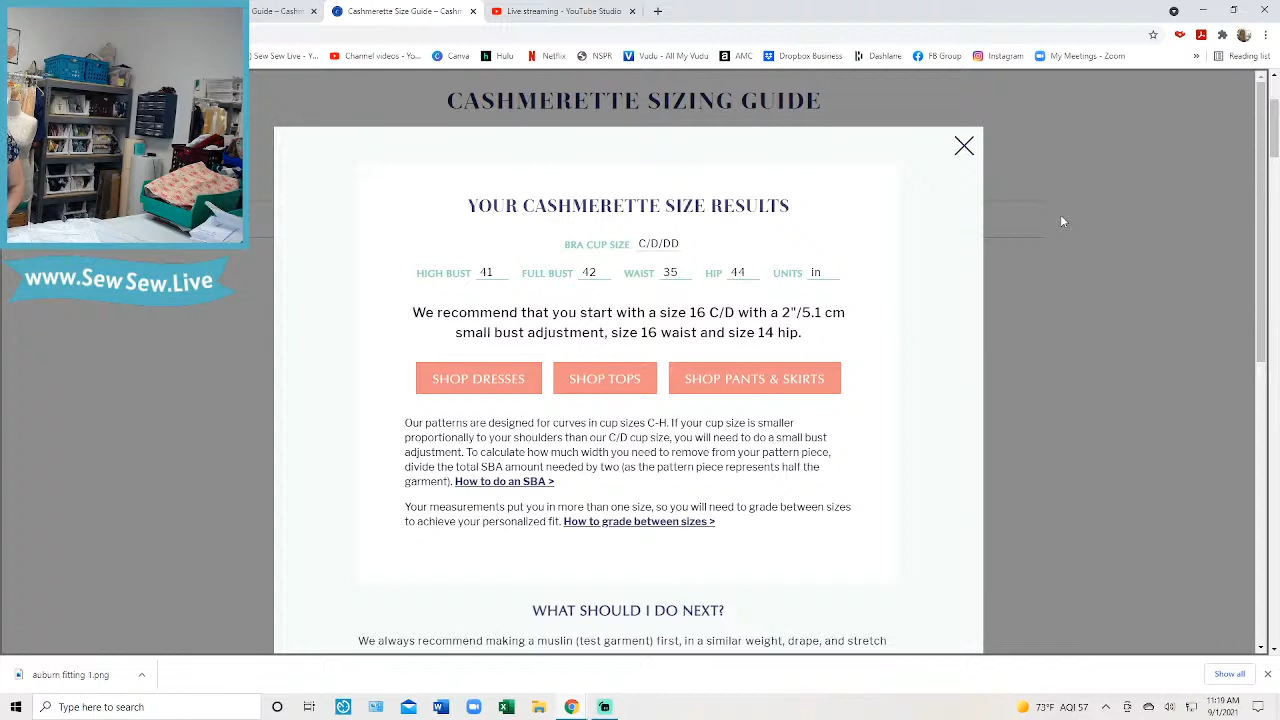 Guide – Cashm
Cashmerette Size Guide – Cashm
Live streaming - YouTube Studio
Sew Sew Live - Y...
Channel videos - Yo...
Canva
Hulu
Netflix
NSPR
Vudu - All My Vudu
AMC
Dropbox Business
Dashlane
FB Group
Instagram
My Meetings - Zoom
»
Reading list
CASHMERETTE SIZING GUIDE
www.SewSew.Live
YOUR CASHMERETTE SIZE RESULTS
BRA CUP SIZE C/D/DD
HIGH BUST 41 FULL BUST 42 WAIST 35 HIP 44 UNITS in
We recommend that you start with a size 16 C/D with a 2"/5.1 cm
small bust adjustment, size 16 waist and size 14 hip.
SHOP DRESSES SHOP TOPS SHOP PANTS & SKIRTS
Our patterns are designed for curves in cup sizes C-H. If your cup size is smaller
proportionally to your shoulders than our C/D cup size, you will need to do a small bust
adjustment. To calculate how much width you need to remove from your pattern piece,
divide the total SBA amount needed by two (as the pattern piece represents half the
garment). How to do an SBA >
Your measurements put you in more than one size, so you will need to grade between sizes
to achieve your personalized fit. How to grade between sizes >
WHAT SHOULD I DO NEXT?
We always recommend making a muslin (test garment) first, in a similar weight, drape, and stretch
auburn fitting 1.png
Show all
Type here to search
73°F AQI 57
11:19 AM
9/1/2021